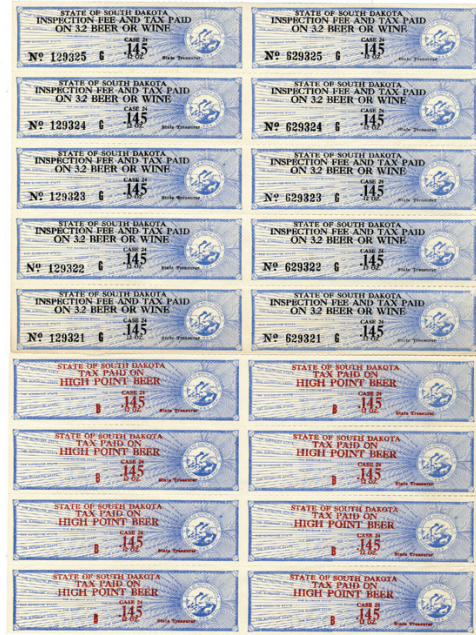 STATE OF SOUTH DAKOTA
INSPECTION FEE AND TAX PAID
ON 3.2 BEER OR WINE
CASE 24
Nº 129325 G .145
12 OZ. State Treasurer
STATE OF SOUTH DAKOTA
INSPECTION FEE AND TAX PAID
ON 3.2 BEER OR WINE
CASE 24
Nº 629325 G .145
12 OZ. State Treasurer
STATE OF SOUTH DAKOTA
INSPECTION FEE AND TAX PAID
ON 3.2 BEER OR WINE
CASE 24
Nº 129324 G .145
12 OZ. State Treasurer
STATE OF SOUTH DAKOTA
INSPECTION FEE AND TAX PAID
ON 3.2 BEER OR WINE
CASE 24
Nº 629324 G .145
12 OZ. State Treasurer
STATE OF SOUTH DAKOTA
INSPECTION FEE AND TAX PAID
ON 3.2 BEER OR WINE
CASE 24
Nº 129323 G .145
12 OZ. State Treasurer
STATE OF SOUTH DAKOTA
INSPECTION FEE AND TAX PAID
ON 3.2 BEER OR WINE
CASE 24
Nº 629323 G .145
12 OZ. State Treasurer
STATE OF SOUTH DAKOTA
INSPECTION FEE AND TAX PAID
ON 3.2 BEER OR WINE
CASE 24
Nº 129322 G .145
12 OZ. State Treasurer
STATE OF SOUTH DAKOTA
INSPECTION FEE AND TAX PAID
ON 3.2 BEER OR WINE
CASE 24
Nº 629322 G .145
12 OZ. State Treasurer
STATE OF SOUTH DAKOTA
INSPECTION FEE AND TAX PAID
ON 3.2 BEER OR WINE
CASE 24
Nº 129321 G .145
12 OZ. State Treasurer
STATE OF SOUTH DAKOTA
INSPECTION FEE AND TAX PAID
ON 3.2 BEER OR WINE
CASE 24
Nº 629321 G .145
12 OZ. State Treasurer
STATE OF SOUTH DAKOTA
TAX PAID ON
HIGH POINT BEER
CASE 24
B .145
12 OZ. State Treasurer
STATE OF SOUTH DAKOTA
TAX PAID ON
HIGH POINT BEER
CASE 24
B .145
12 OZ. State Treasurer
STATE OF SOUTH DAKOTA
TAX PAID ON
HIGH POINT BEER
CASE 24
B .145
12 OZ. State Treasurer
STATE OF SOUTH DAKOTA
TAX PAID ON
HIGH POINT BEER
CASE 24
B .145
12 OZ. State Treasurer
STATE OF SOUTH DAKOTA
TAX PAID ON
HIGH POINT BEER
CASE 24
B .145
12 OZ. State Treasurer
STATE OF SOUTH DAKOTA
TAX PAID ON
HIGH POINT BEER
CASE 24
B .145
12 OZ. State Treasurer
STATE OF SOUTH DAKOTA
TAX PAID ON
HIGH POINT BEER
CASE 24
B .145
12 OZ. State Treasurer
STATE OF SOUTH DAKOTA
TAX PAID ON
HIGH POINT BEER
CASE 24
B .145
12 OZ. State Treasurer